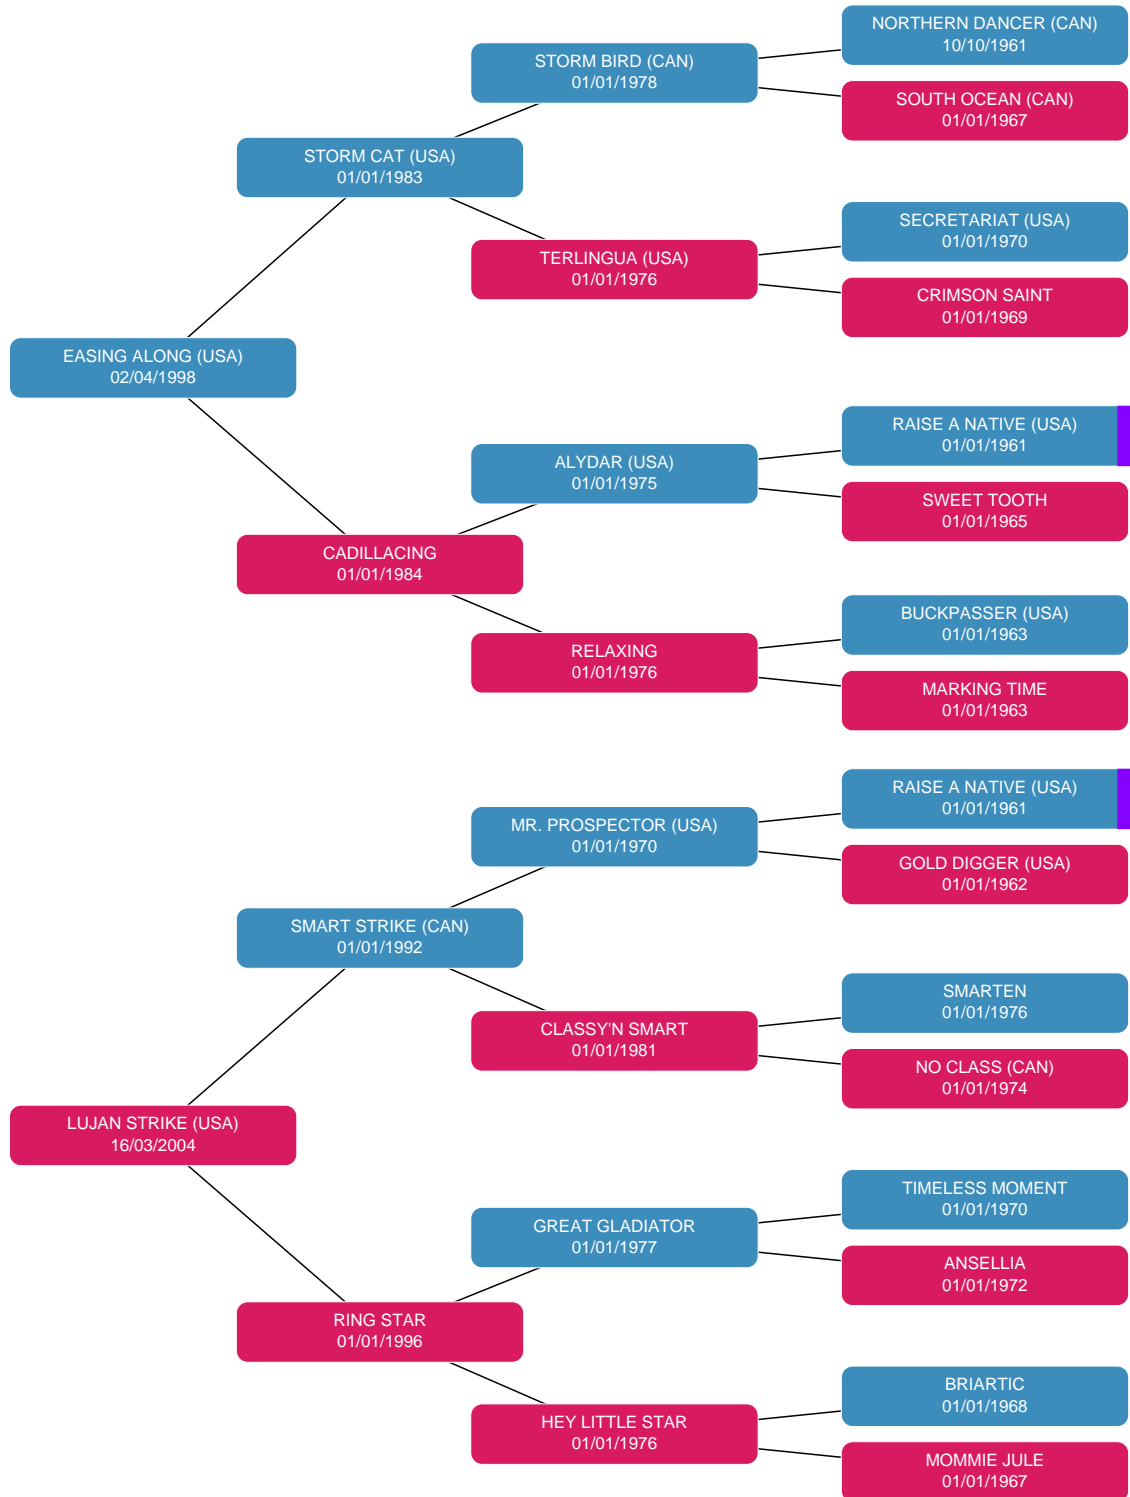 NORTHERN DANCER (CAN)
10/10/1961
STORM BIRD (CAN)
01/01/1978
SOUTH OCEAN (CAN)
01/01/1967
STORM CAT (USA)
01/01/1983
SECRETARIAT (USA)
01/01/1970
TERLINGUA (USA)
01/01/1976
CRIMSON SAINT
01/01/1969
EASING ALONG (USA)
02/04/1998
RAISE A NATIVE (USA)
01/01/1961
ALYDAR (USA)
01/01/1975
SWEET TOOTH
01/01/1965
CADILLACING
01/01/1984
BUCKPASSER (USA)
01/01/1963
RELAXING
01/01/1976
MARKING TIME
01/01/1963
RAISE A NATIVE (USA)
01/01/1961
MR. PROSPECTOR (USA)
01/01/1970
GOLD DIGGER (USA)
01/01/1962
SMART STRIKE (CAN)
01/01/1992
SMARTEN
01/01/1976
CLASSY'N SMART
01/01/1981
NO CLASS (CAN)
01/01/1974
LUJAN STRIKE (USA)
16/03/2004
TIMELESS MOMENT
01/01/1970
GREAT GLADIATOR
01/01/1977
ANSELLIA
01/01/1972
RING STAR
01/01/1996
BRIARTIC
01/01/1968
HEY LITTLE STAR
01/01/1976
MOMMIE JULE
01/01/1967